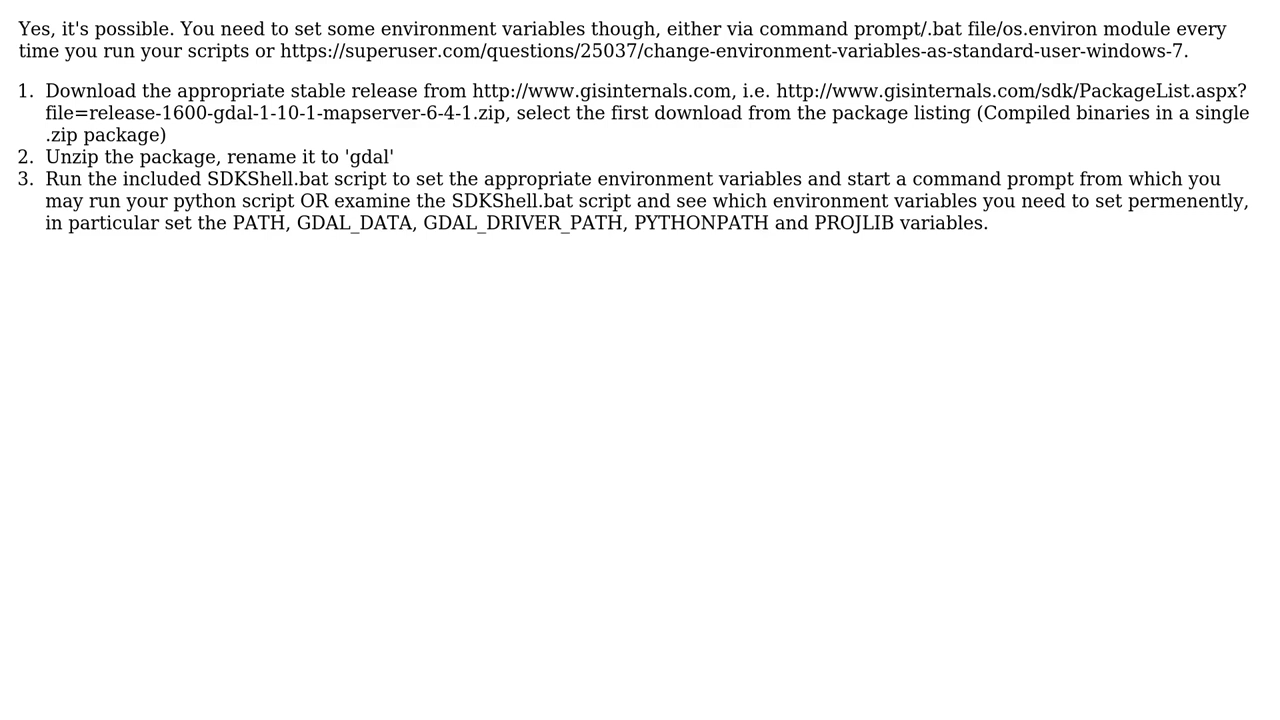 Yes, it's possible. You need to set some environment variables though, either via command prompt/.bat file/os.environ module every
time you run your scripts or https://superuser.com/questions/25037/change-environment-variables-as-standard-user-windows-7.
1. Download the appropriate stable release from http://www.gisinternals.com, i.e. http://www.gisinternals.com/sdk/PackageList.aspx?
file=release-1600-gdal-1-10-1-mapserver-6-4-1.zip, select the first download from the package listing (Compiled binaries in a single
.zip package)
2. Unzip the package, rename it to 'gdal'
3. Run the included SDKShell.bat script to set the appropriate environment variables and start a command prompt from which you
may run your python script OR examine the SDKShell.bat script and see which environment variables you need to set permenently,
in particular set the PATH, GDAL_DATA, GDAL_DRIVER_PATH, PYTHONPATH and PROJLIB variables.